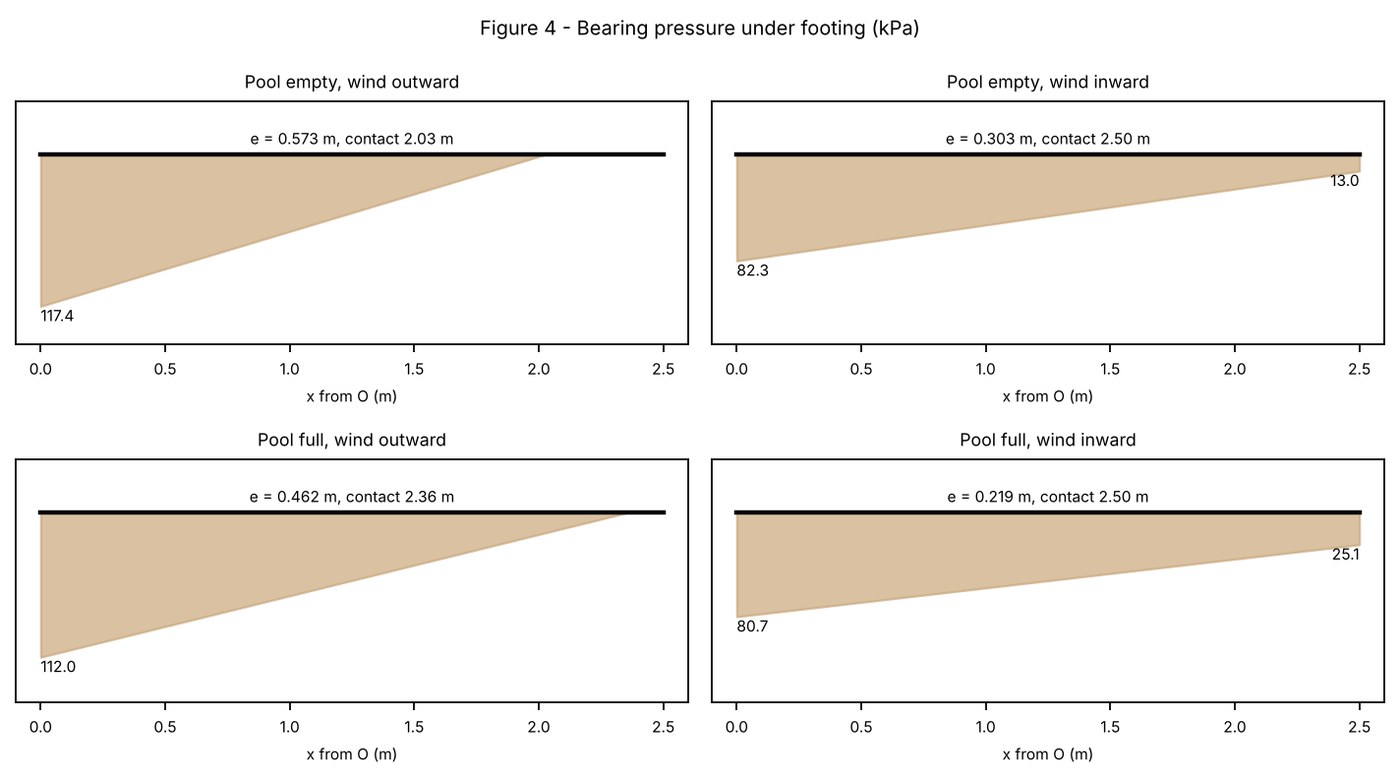 Figure 4 - Bearing pressure under footing (kPa)
Pool empty, wind outward
e = 0.573 m, contact 2.03 m
117.4
0.0 0.5 1.0 1.5 2.0 2.5
x from O (m)
Pool empty, wind inward
e = 0.303 m, contact 2.50 m
13.0
82.3
0.0 0.5 1.0 1.5 2.0 2.5
x from O (m)
Pool full, wind outward
e = 0.462 m, contact 2.36 m
112.0
0.0 0.5 1.0 1.5 2.0 2.5
x from O (m)
Pool full, wind inward
e = 0.219 m, contact 2.50 m
25.1
80.7
0.0 0.5 1.0 1.5 2.0 2.5
x from O (m)